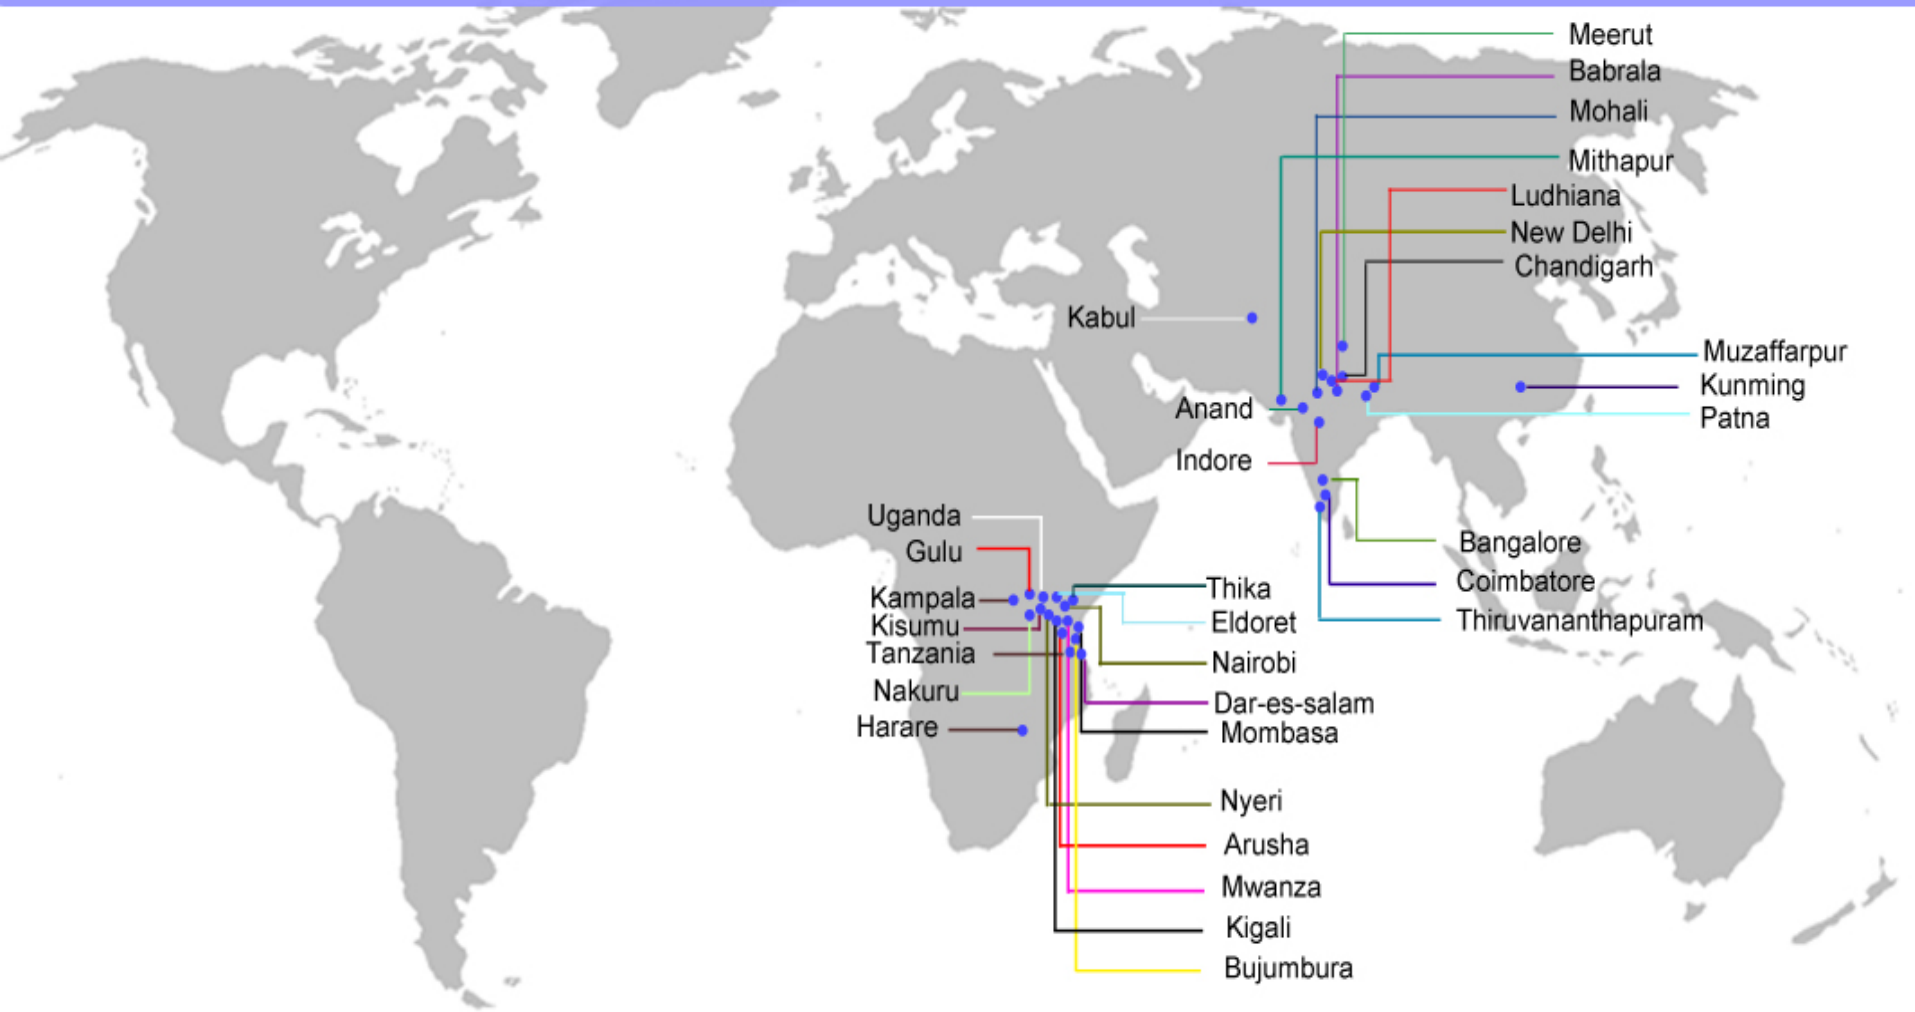 Meerut
Babrala
Mohali
Mithapur
Ludhiana
New Delhi
Chandigarh
Kabul
Muzaffarpur
Kunming
Patna
Anand
Indore
Uganda
Gulu
Bangalore
Kampala
Thika
Coimbatore
Kisumu
Eldoret
Thiruvananthapuram
Tanzania
Nairobi
Nakuru
Dar-es-salam
Harare
Mombasa
Nyeri
Arusha
Mwanza
Kigali
Bujumbura